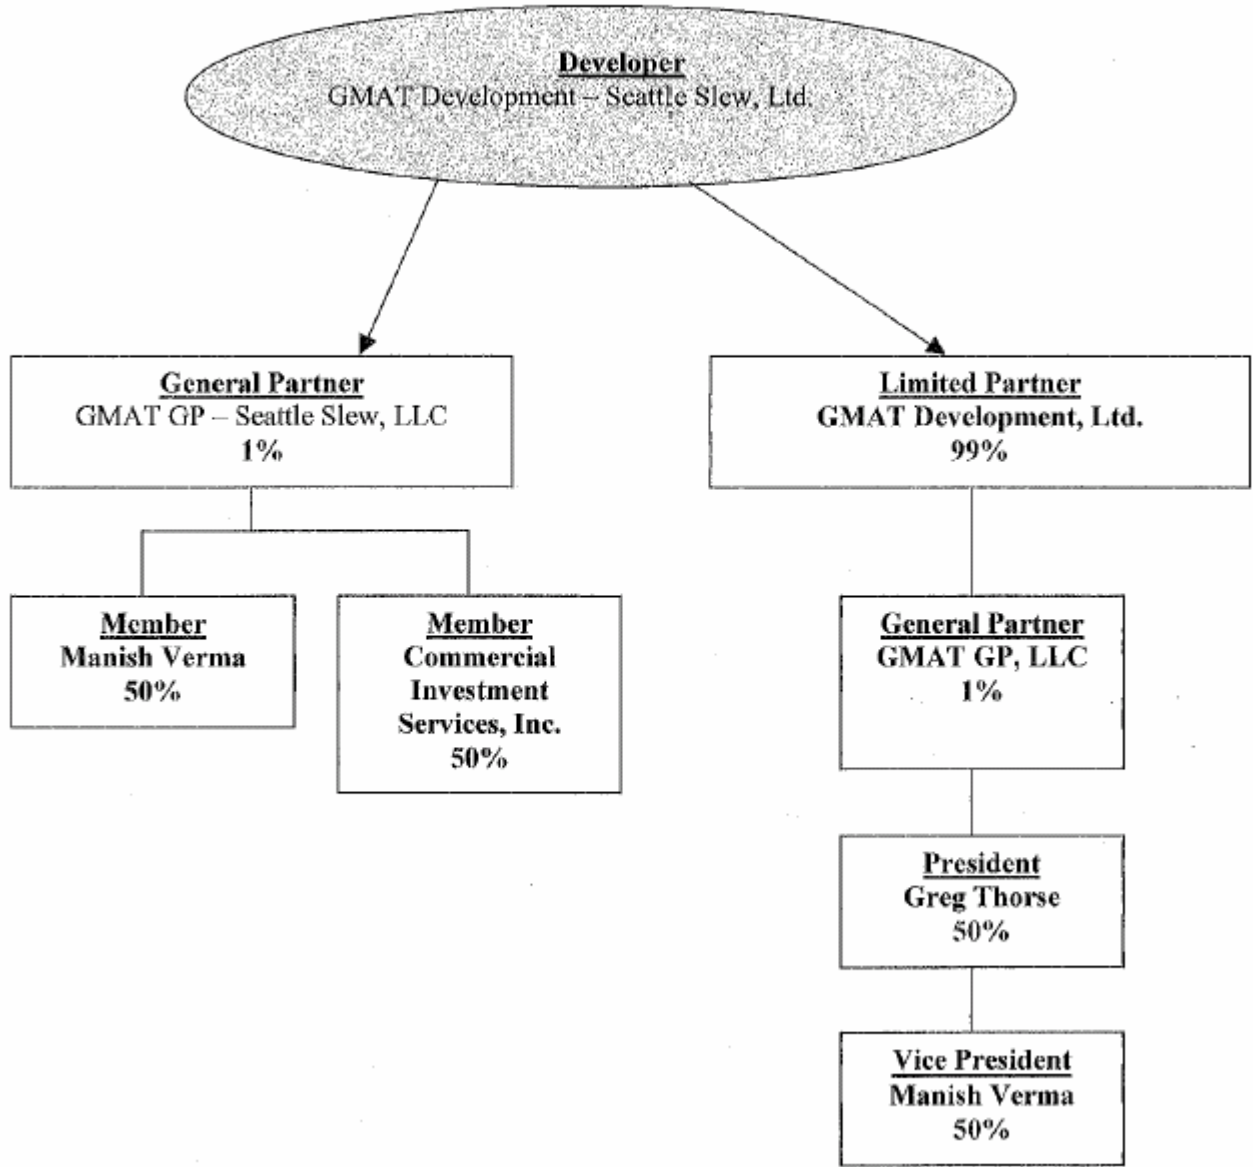 Developer
GMAT Development – Seattle Slew, Ltd.
General Partner
GMAT GP – Seattle Slew, LLC
1%
Limited Partner
GMAT Development, Ltd.
99%
Member
Manish Verma
50%
Member
Commercial
Investment
Services, Inc.
50%
General Partner
GMAT GP, LLC
1%
President
Greg Thorse
50%
Vice President
Manish Verma
50%